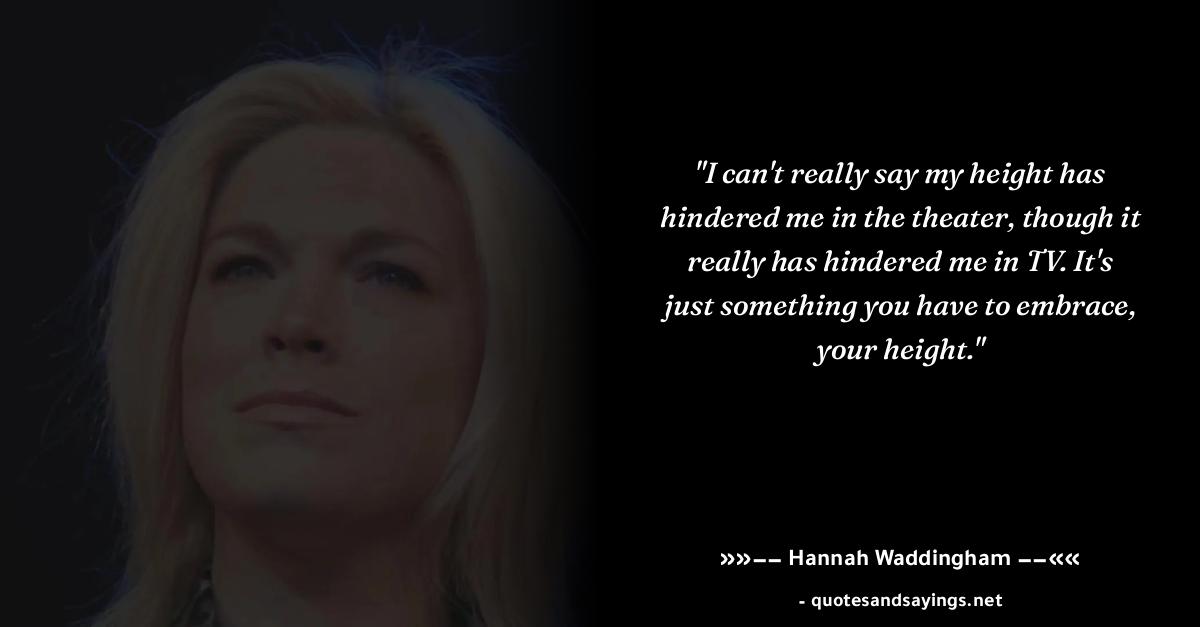 "I can't really say my height has
hindered me in the theater, though it
really has hindered me in TV. It's
just something you have to embrace,
your height."
»»−− Hannah Waddingham −−««
- quotesandsayings.net